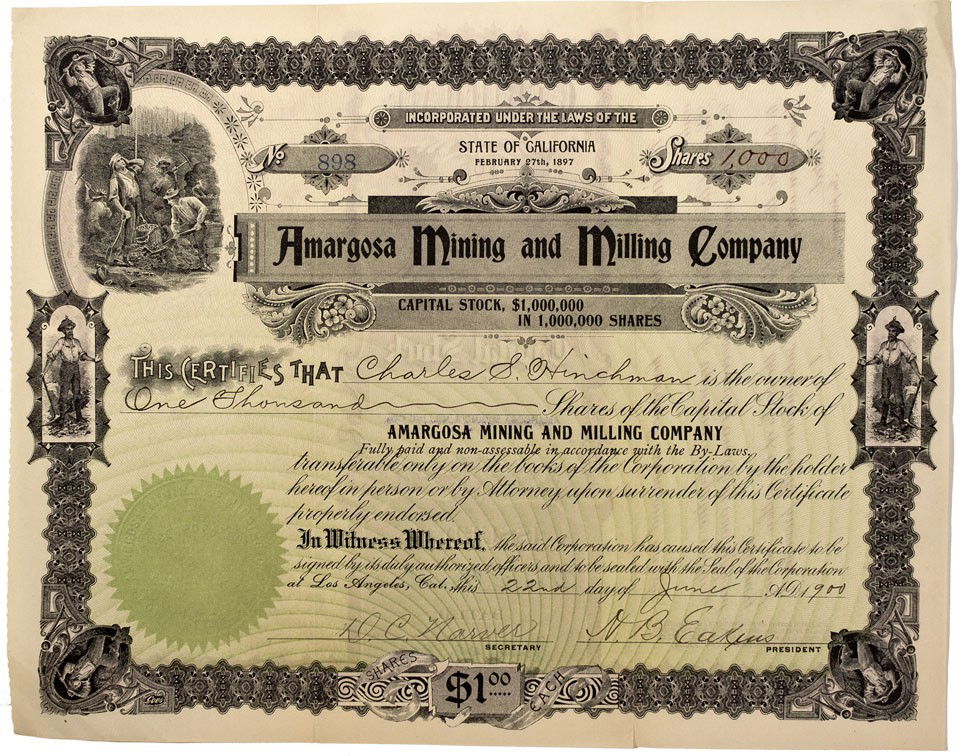 INCORPORATED UNDER THE LAWS OF THE
STATE OF CALIFORNIA
FEBRUARY 27th, 1897
No 898
Shares 1,000
Amargosa Mining and Milling Company
CAPITAL STOCK, $1,000,000
IN 1,000,000 SHARES
THIS CERTIFIES THAT Charles S. Hinchman is the owner of
One Thousand Shares of the Capital Stock of
AMARGOSA MINING AND MILLING COMPANY
Fully paid and non-assessable in accordance with the By-Laws,
transferable only on the books of the Corporation by the holder
hereof in person or by Attorney upon surrender of this Certificate
properly endorsed.
In Witness Whereof, the said Corporation has caused this Certificate to be
signed by its duly authorized officers and to be sealed with the Seal of the Corporation
at Los Angeles, Cal. this 22nd day of June A.D. 1900
D. C. Narver H. B. Eakins
SECRETARY PRESIDENT
SHARES $1.00 EACH